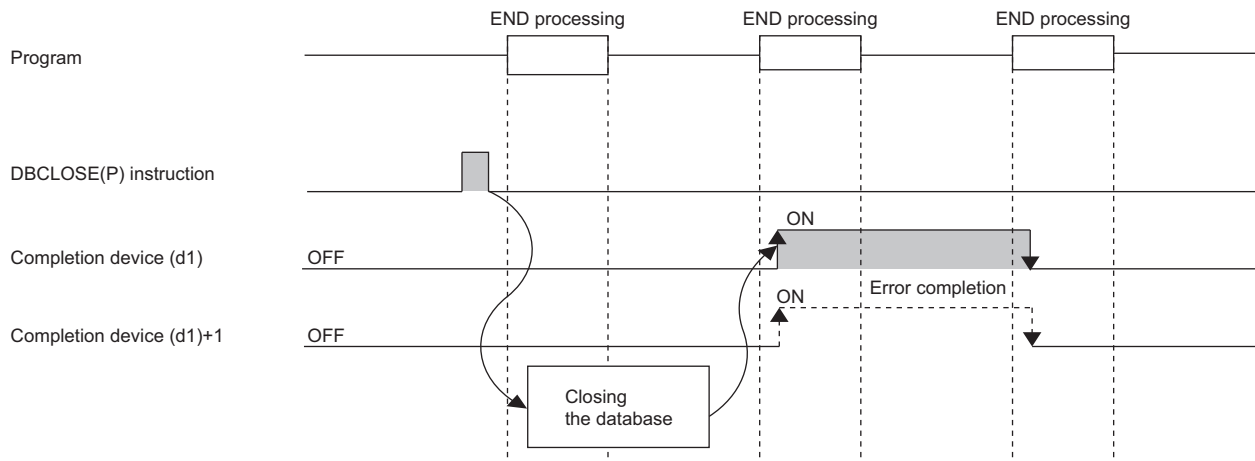 END processing END processing END processing
Program
DBCLOSE(P) instruction
ON
Completion device (d1) OFF
Error completion
ON
Completion device (d1)+1 OFF
Closing
the database